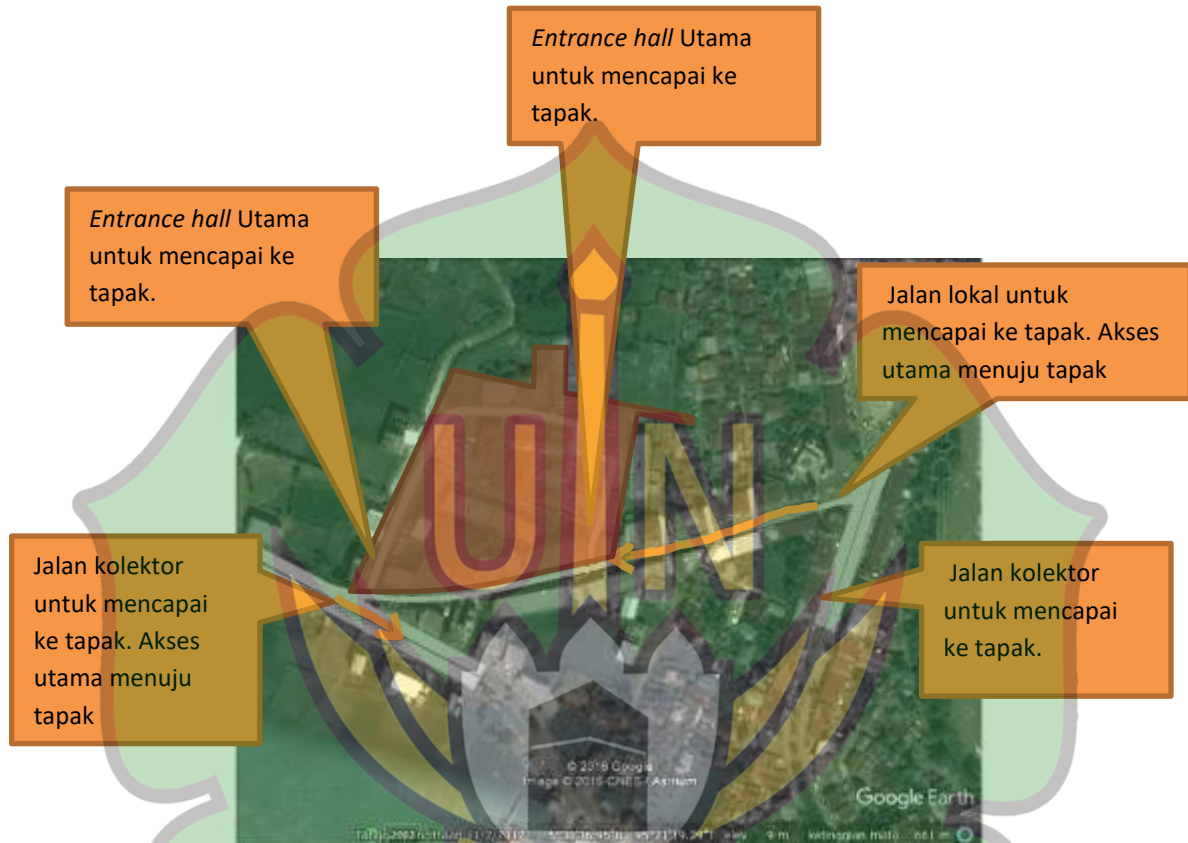 Entrance hall Utama
untuk mencapai ke
tapak.
Entrance hall Utama
untuk mencapai ke
tapak.
Jalan lokal untuk
mencapai ke tapak. Akses
utama menuju tapak
Jalan kolektor
untuk mencapai
ke tapak. Akses
utama menuju
tapak
Jalan kolektor
untuk mencapai
ke tapak.
UIN
© 2016 Google
Image © 2016 CNES / Astrium
Google Earth